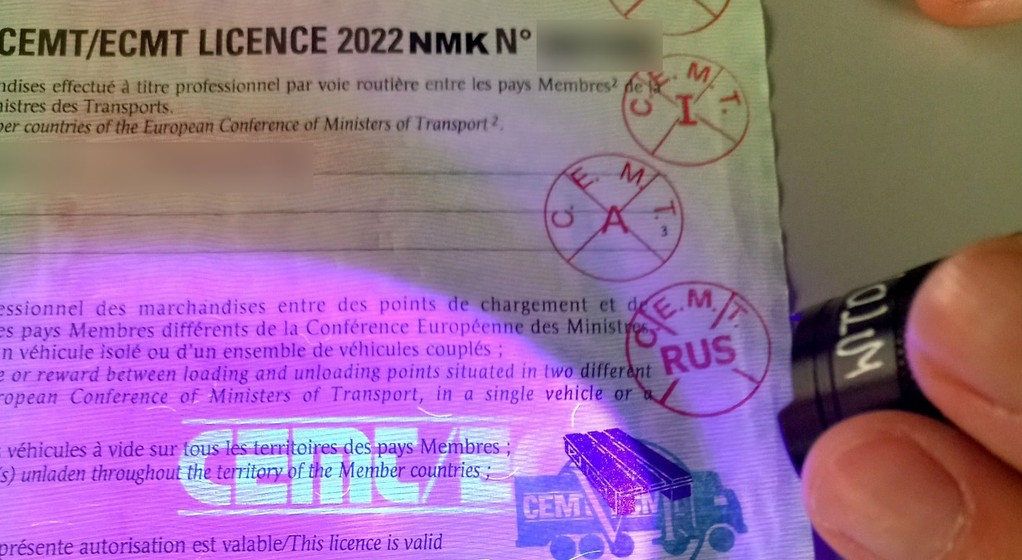 CEMT/ECMT LICENCE 2022 NMK N°
ndises effectué à titre professionnel par voie routière entre les pays Membres² de la
nistres des Transports.
ber countries of the European Conference of Ministers of Transport ².
C. E. M. T.
I
C. E. M. T.
A
3
essionnel des marchandises entre des points de chargement et de
es pays Membres différents de la Conférence Européenne des Ministres,
n véhicule isolé ou d'un ensemble de véhicules couplés ;
e or reward between loading and unloading points situated in two different
ropean Conference of Ministers of Transport, in a single vehicle or a
C. E. M. T.
RUS
véhicules à vide sur tous les territoires des pays Membres ;
s) unladen throughout the territory of the Member countries ;
CEMT/E
CEMT
présente autorisation est valable/This licence is valid